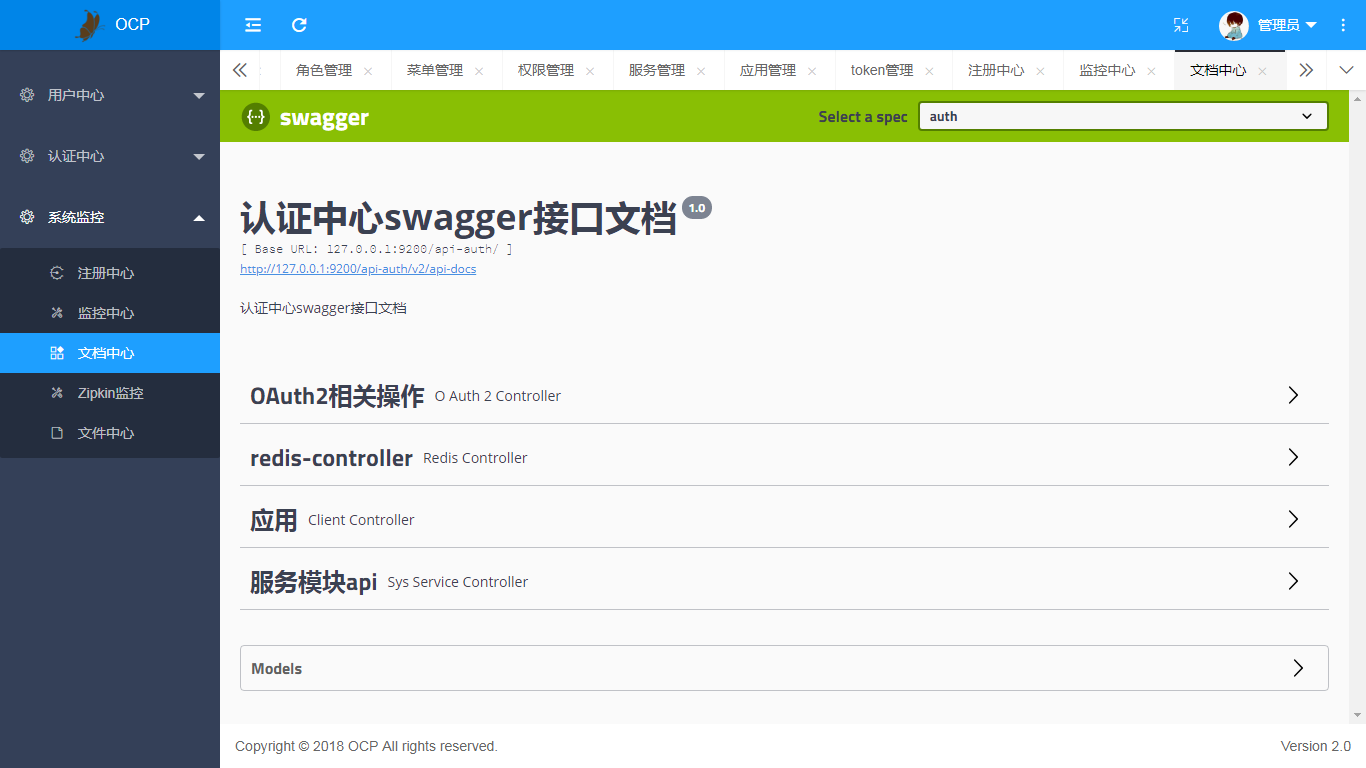 OCP
管理员
角色管理 菜单管理 权限管理 服务管理 应用管理 token管理 注册中心 监控中心 文档中心
用户中心
认证中心
系统监控
注册中心
监控中心
文档中心
Zipkin监控
文件中心
swagger
Select a spec auth
认证中心swagger接口文档 1.0
[ Base URL: 127.0.0.1:9200/api-auth/ ]
http://127.0.0.1:9200/api-auth/v2/api-docs
认证中心swagger接口文档
OAuth2相关操作 O Auth 2 Controller
redis-controller Redis Controller
应用 Client Controller
服务模块api Sys Service Controller
Models
Copyright © 2018 OCP All rights reserved.
Version 2.0